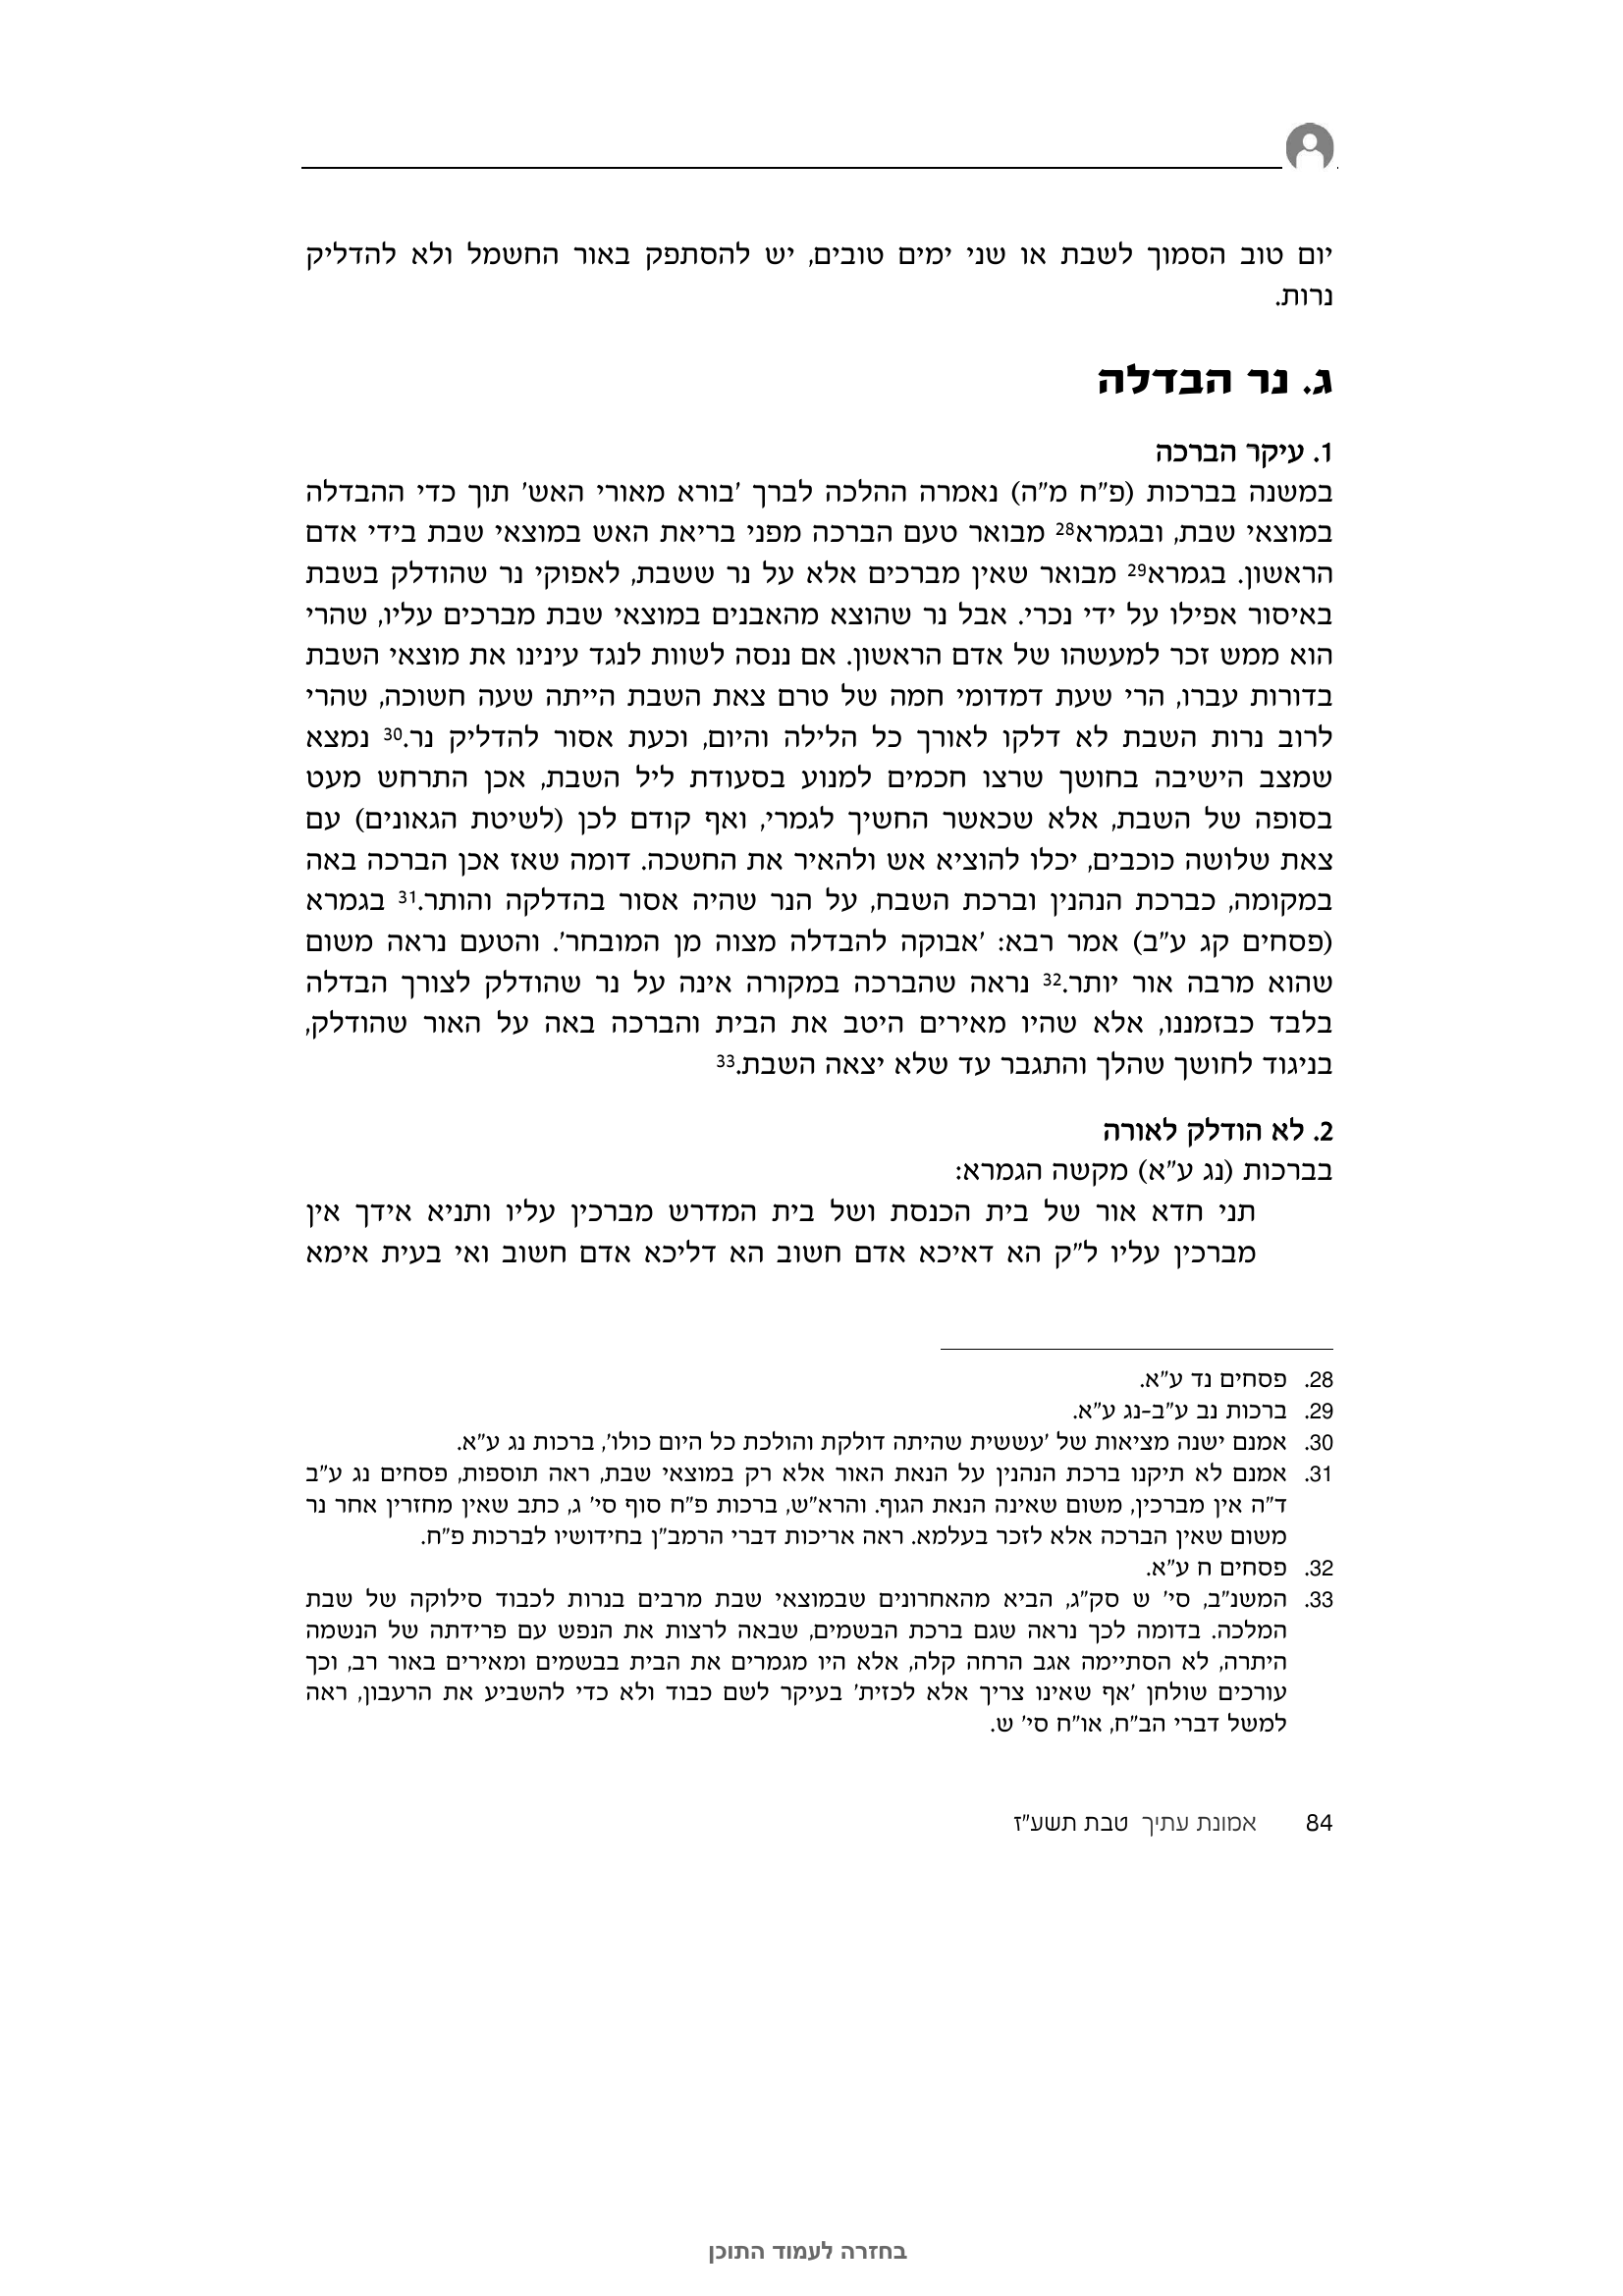 יום טוב הסמוך לשבת או שני ימים טובים, יש להסתפק באור החשמל ולא להדליק
נרות.
ג. נר הבדלה
1. עיקר הברכה
במשנה בברכות (פ"ח מ"ה) נאמרה ההלכה לברך 'בורא מאורי האש' תוך כדי ההבדלה
במוצאי שבת, ובגמרא28 מבואר טעם הברכה מפני בריאת האש במוצאי שבת בידי אדם
הראשון. בגמרא29 מבואר שאין מברכים אלא על נר ששבת, לאפוקי נר שהודלק בשבת
באיסור אפילו על ידי נכרי. אבל נר שהוצא מהאבנים במוצאי שבת מברכים עליו, שהרי
הוא ממש זכר למעשהו של אדם הראשון. אם ננסה לשוות לנגד עינינו את מוצאי השבת
בדורות עברו, הרי שעת דמדומי חמה של טרם צאת השבת הייתה שעה חשוכה, שהרי
לרוב נרות השבת לא דלקו לאורך כל הלילה והיום, וכעת אסור להדליק נר.30 נמצא
שמצב הישיבה בחושך שרצו חכמים למנוע בסעודת ליל השבת, אכן התרחש מעט
בסופה של השבת, אלא שכאשר החשיך לגמרי, ואף קודם לכן (לשיטת הגאונים) עם
צאת שלושה כוכבים, יכלו להוציא אש ולהאיר את החשכה. דומה שאז אכן הברכה באה
במקומה, כברכת הנהנין וברכת השבח, על הנר שהיה אסור בהדלקה והותר.31 בגמרא
(פסחים קג ע"ב) אמר רבא: 'אבוקה להבדלה מצוה מן המובחר'. והטעם נראה משום
שהוא מרבה אור יותר.32 נראה שהברכה במקורה אינה על נר שהודלק לצורך הבדלה
בלבד כבזמננו, אלא שהיו מאירים היטב את הבית והברכה באה על האור שהודלק,
בניגוד לחושך שהלך והתגבר עד שלא יצאה השבת.33
2. לא הודלק לאורה
בברכות (נג ע"א) מקשה הגמרא:
תני חדא אור של בית הכנסת ושל בית המדרש מברכין עליו ותניא אידך אין
מברכין עליו ל"ק הא דאיכא אדם חשוב הא דליכא אדם חשוב ואי בעית אימא
28. פסחים נד ע"א.
29. ברכות נב ע"ב-נג ע"א.
30. אמנם ישנה מציאות של 'עששית שהיתה דולקת והולכת כל היום כולו', ברכות נג ע"א.
31. אמנם לא תיקנו ברכת הנהנין על הנאת האור אלא רק במוצאי שבת, ראה תוספות, פסחים נג ע"ב
ד"ה אין מברכין, משום שאינה הנאת הגוף. והרא"ש, ברכות פ"ח סוף סי' ג, כתב שאין מחזרין אחר נר
משום שאין הברכה אלא לזכר בעלמא. ראה אריכות דברי הרמב"ן בחידושיו לברכות פ"ח.
32. פסחים ח ע"א.
33. המשנ"ב, סי' ש סק"ג, הביא מהאחרונים שבמוצאי שבת מרבים בנרות לכבוד סילוקה של שבת
המלכה. בדומה לכך נראה שגם ברכת הבשמים, שבאה לרצות את הנפש עם פרידתה של הנשמה
היתרה, לא הסתיימה אגב הרחה קלה, אלא היו מגמרים את הבית בבשמים ומאירים באור רב, וכך
עורכים שולחן 'אף שאינו צריך אלא לכזית' בעיקר לשם כבוד ולא כדי להשביע את הרעבון, ראה
למשל דברי הב"ח, או"ח סי' ש.
84 אמונת עתיך טבת תשע"ז
בחזרה לעמוד התוכן